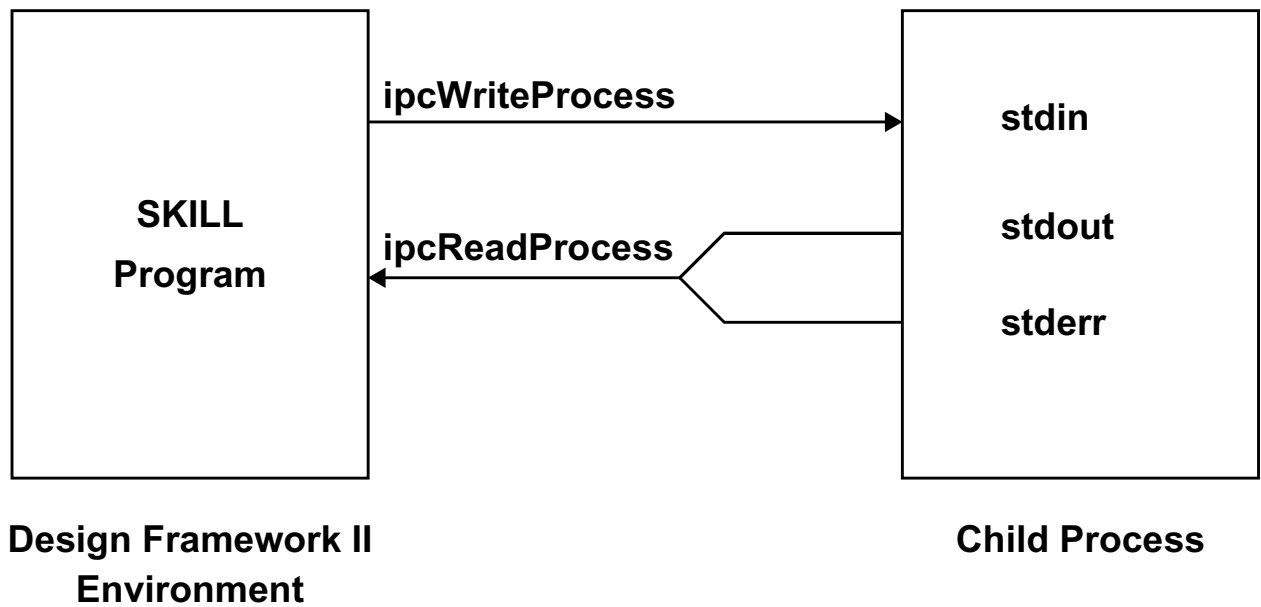 ipcWriteProcess
stdin
SKILL
Program
ipcReadProcess
stdout
stderr
Design Framework II
Environment
Child Process